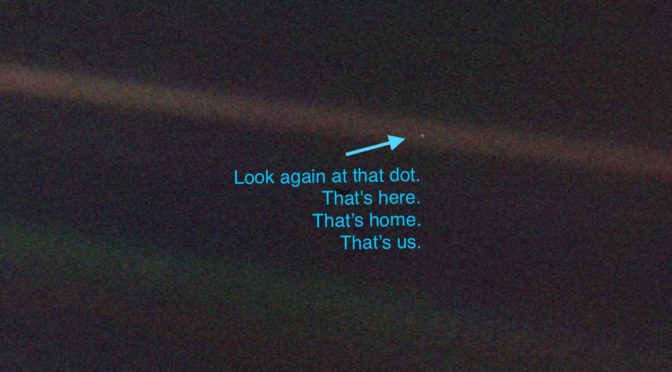 Look again at that dot.
That's here.
That’s home.
That’s us.